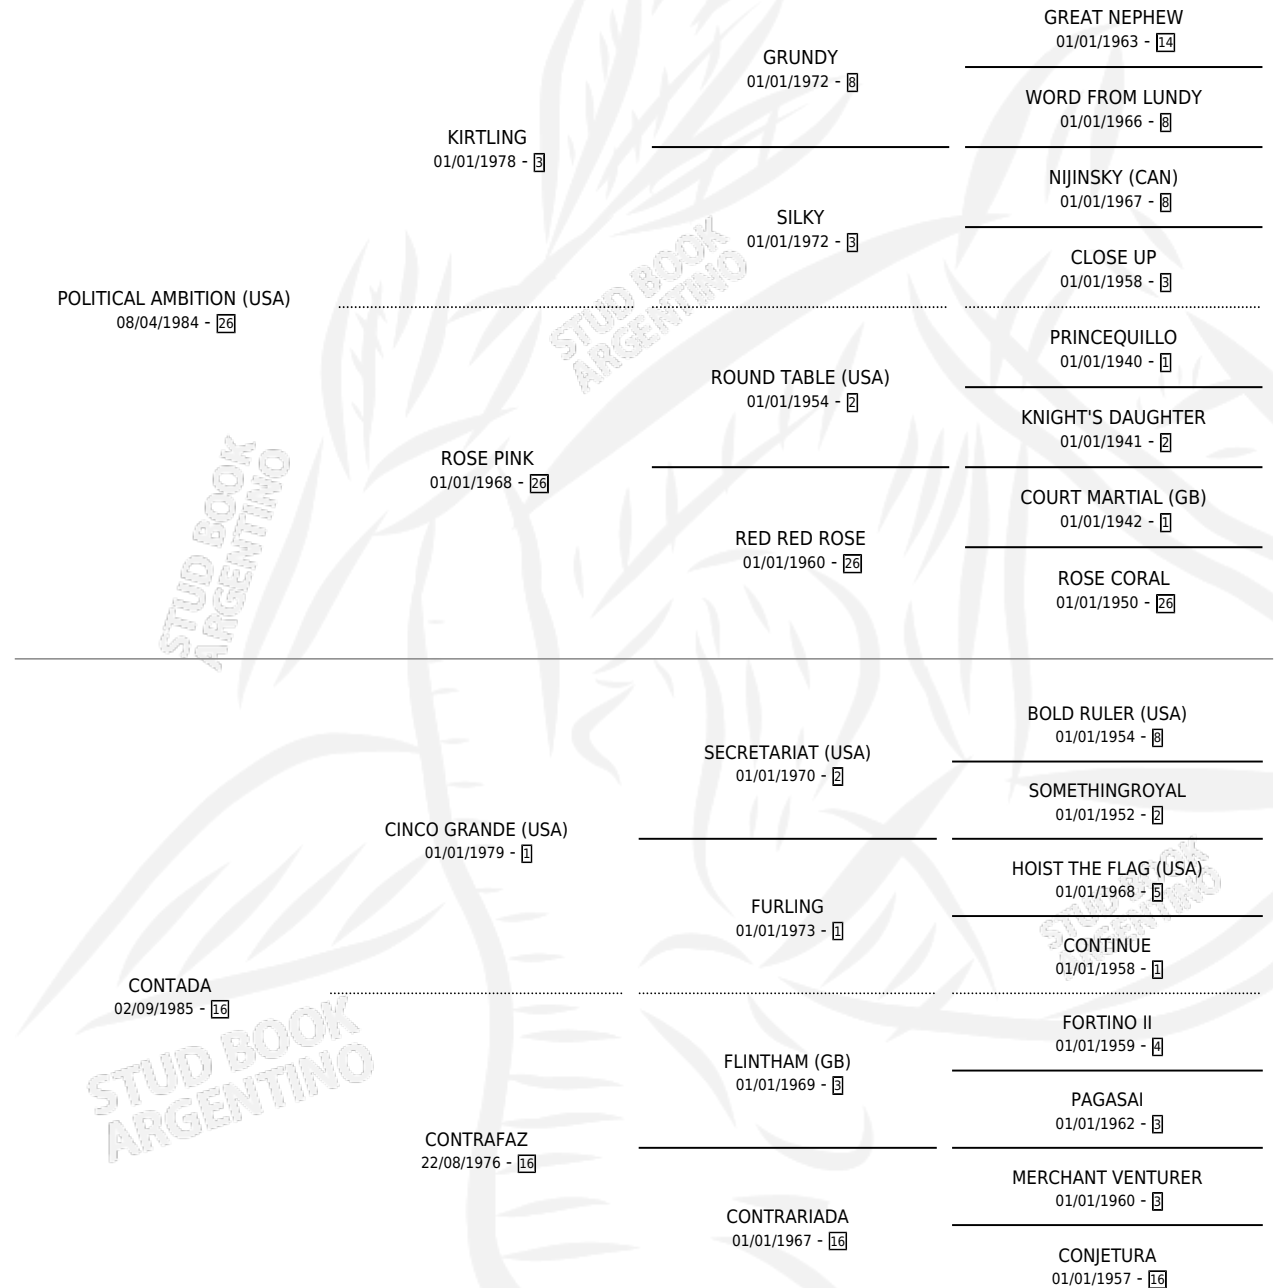 GREAT NEPHEW
01/01/1963 - 14
GRUNDY
01/01/1972 - 8
WORD FROM LUNDY
01/01/1966 - 8
KIRTLING
01/01/1978 - 3
NIJINSKY (CAN)
01/01/1967 - 8
SILKY
01/01/1972 - 3
CLOSE UP
01/01/1958 - 3
POLITICAL AMBITION (USA)
08/04/1984 - 26
PRINCEQUILLO
01/01/1940 - 1
ROUND TABLE (USA)
01/01/1954 - 2
KNIGHT'S DAUGHTER
01/01/1941 - 2
ROSE PINK
01/01/1968 - 26
COURT MARTIAL (GB)
01/01/1942 - 1
RED RED ROSE
01/01/1960 - 26
ROSE CORAL
01/01/1950 - 26
BOLD RULER (USA)
01/01/1954 - 8
SECRETARIAT (USA)
01/01/1970 - 2
SOMETHINGROYAL
01/01/1952 - 2
CINCO GRANDE (USA)
01/01/1979 - 1
HOIST THE FLAG (USA)
01/01/1968 - 5
FURLING
01/01/1973 - 1
CONTINUE
01/01/1958 - 1
CONTADA
02/09/1985 - 16
FORTINO II
01/01/1959 - 4
FLINTHAM (GB)
01/01/1969 - 3
PAGASAI
01/01/1962 - 3
CONTRAFAZ
22/08/1976 - 16
MERCHANT VENTURER
01/01/1960 - 3
CONTRARIADA
01/01/1967 - 16
CONJETURA
01/01/1957 - 16
STUD BOOK
ARGENTINO
STUD BOOK
ARGENTINO
STUD BOOK
ARGENTINO
STUD BOOK
ARGENTINO